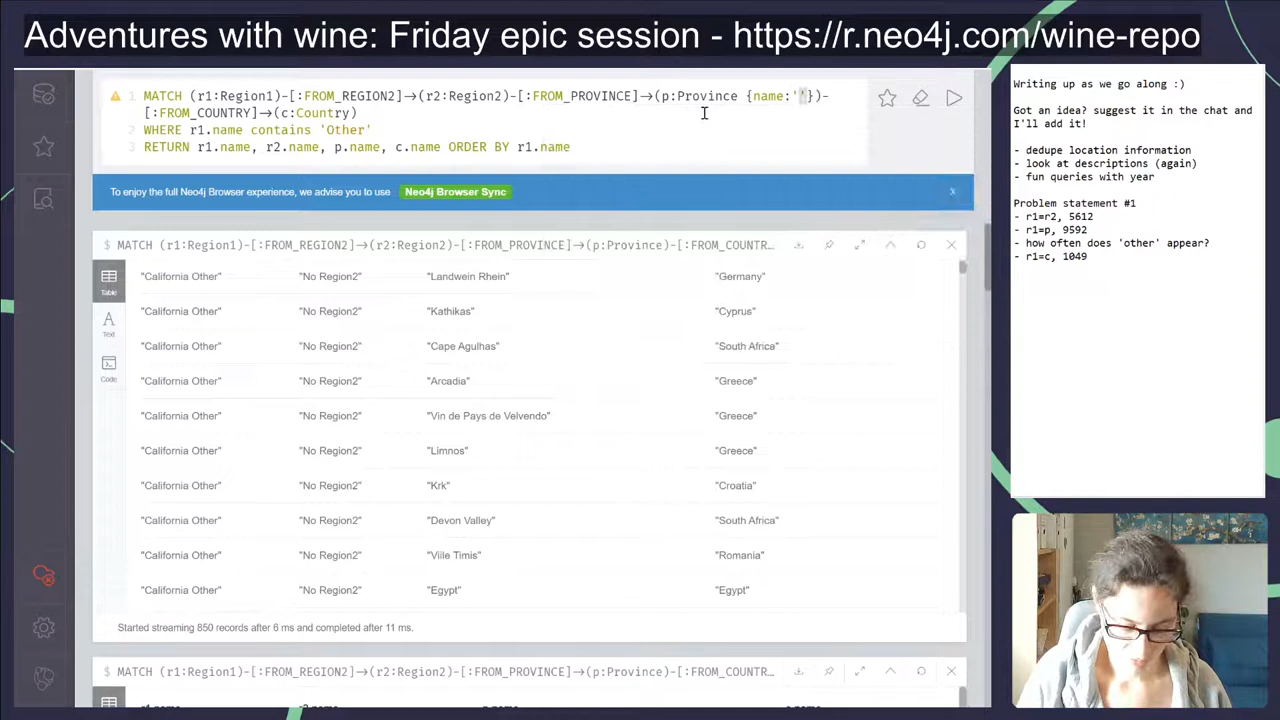 Adventures with wine: Friday epic session - https://r.neo4j.com/wine-repo
1 MATCH (r1:Region1)-[:FROM_REGION2]→(r2:Region2)-[:FROM_PROVINCE]→(p:Province {name:''})-
[:FROM_COUNTRY]→(c:Country)
2 WHERE r1.name contains 'Other'
3 RETURN r1.name, r2.name, p.name, c.name ORDER BY r1.name
To enjoy the full Neo4j Browser experience, we advise you to use Neo4j Browser Sync x
$ MATCH (r1:Region1)-[:FROM_REGION2]→(r2:Region2)-[:FROM_PROVINCE]→(p:Province)-[:FROM_COUNTR...
Table
Text
Code
"California Other" "No Region2" "Landwein Rhein" "Germany"
"California Other" "No Region2" "Kathikas" "Cyprus"
"California Other" "No Region2" "Cape Agulhas" "South Africa"
"California Other" "No Region2" "Arcadia" "Greece"
"California Other" "No Region2" "Vin de Pays de Velvendo" "Greece"
"California Other" "No Region2" "Limnos" "Greece"
"California Other" "No Region2" "Krk" "Croatia"
"California Other" "No Region2" "Devon Valley" "South Africa"
"California Other" "No Region2" "Viile Timis" "Romania"
"California Other" "No Region2" "Egypt" "Egypt"
Started streaming 850 records after 6 ms and completed after 11 ms.
$ MATCH (r1:Region1)-[:FROM_REGION2]→(r2:Region2)-[:FROM_PROVINCE]→(p:Province)-[:FROM_COUNTR...
Writing up as we go along :)
Got an idea? suggest it in the chat and
I'll add it!
- dedupe location information
- look at descriptions (again)
- fun queries with year
Problem statement #1
- r1=r2, 5612
- r1=p, 9592
- how often does 'other' appear?
- r1=c, 1049